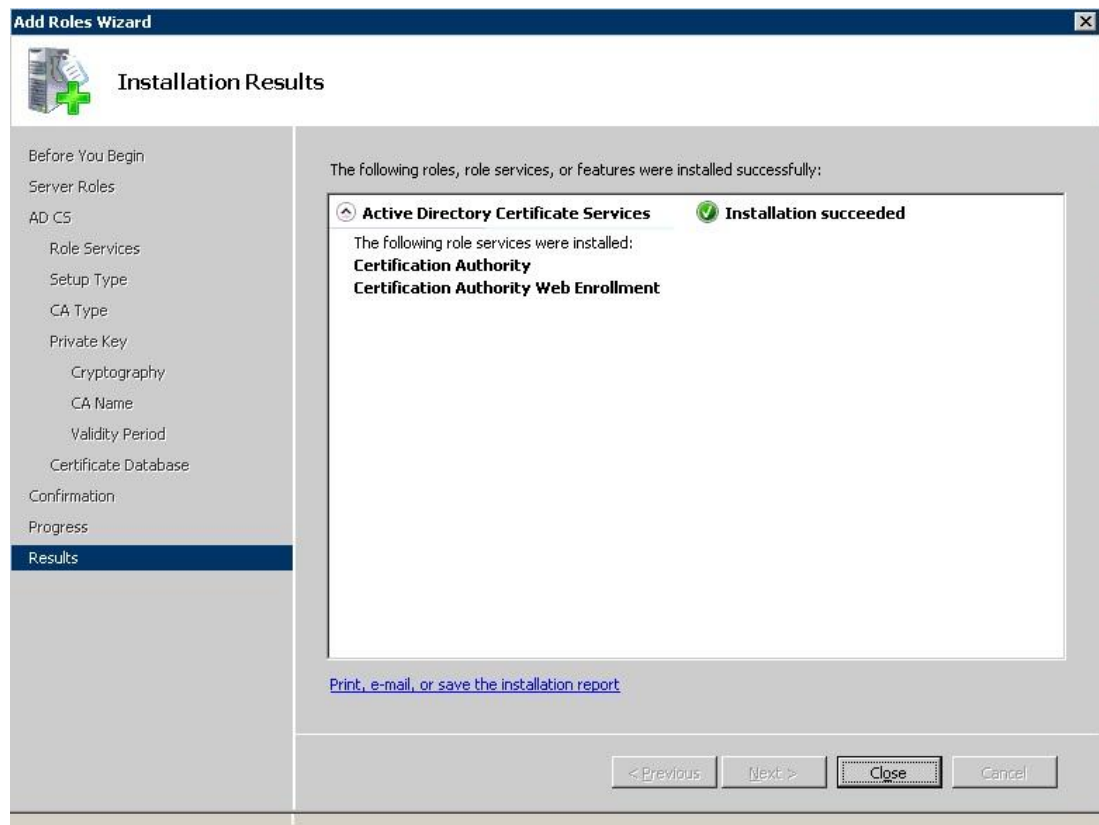 Add Roles Wizard
Installation Results
Before You Begin
Server Roles
AD CS
Role Services
Setup Type
CA Type
Private Key
Cryptography
CA Name
Validity Period
Certificate Database
Confirmation
Progress
Results
The following roles, role services, or features were installed successfully:
Active Directory Certificate Services Installation succeeded
The following role services were installed:
Certification Authority
Certification Authority Web Enrollment
Print, e-mail, or save the installation report
< Previous Next > Close Cancel